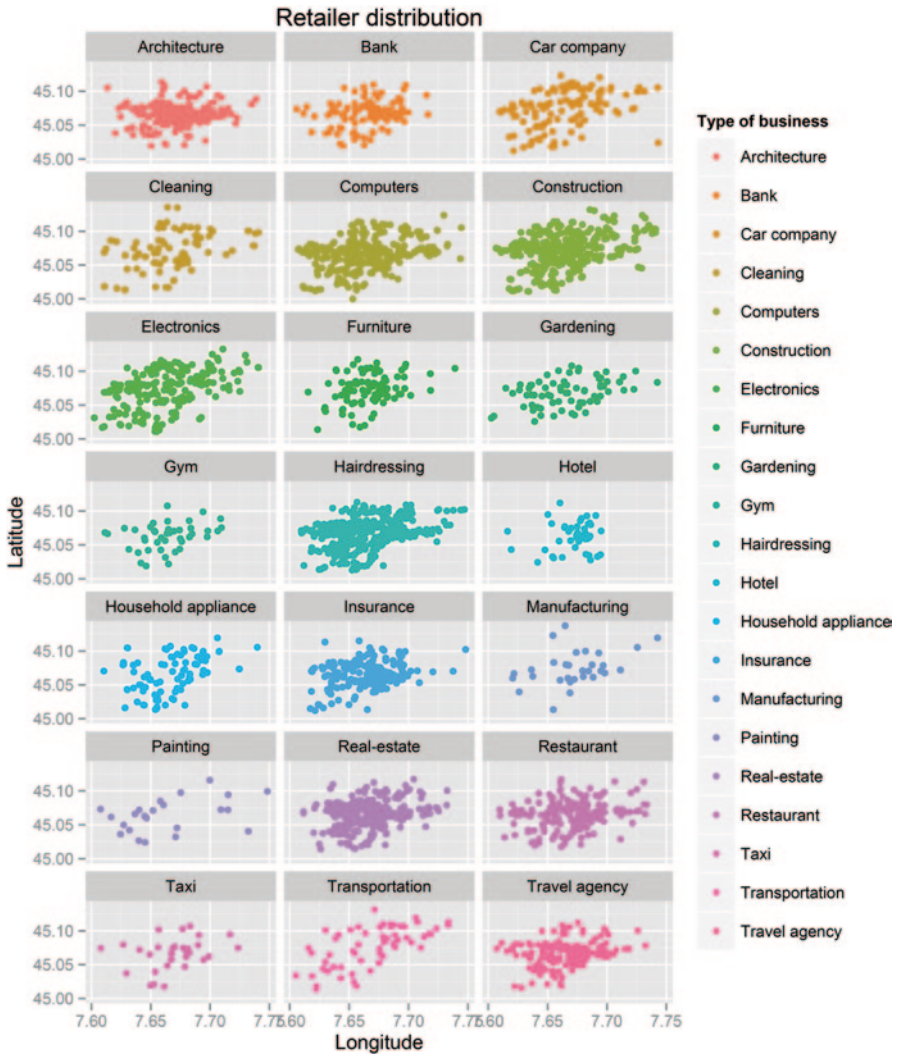 Retailer distribution
Architecture Bank Car company
45.10
45.05
45.00
Cleaning Computers Construction
45.10
45.05
45.00
Electronics Furniture Gardening
45.10
45.05
45.00
Gym Hairdressing Hotel
45.10
45.05
45.00
Household appliance Insurance Manufacturing
45.10
45.05
45.00
Painting Real-estate Restaurant
45.10
45.05
45.00
Taxi Transportation Travel agency
45.10
45.05
45.00
7.60 7.65 7.70 7.75 7.60 7.65 7.70 7.75 7.60 7.65 7.70 7.75
Longitude
Latitude
Type of business
Architecture
Bank
Car company
Cleaning
Computers
Construction
Electronics
Furniture
Gardening
Gym
Hairdressing
Hotel
Household appliance
Insurance
Manufacturing
Painting
Real-estate
Restaurant
Taxi
Transportation
Travel agency